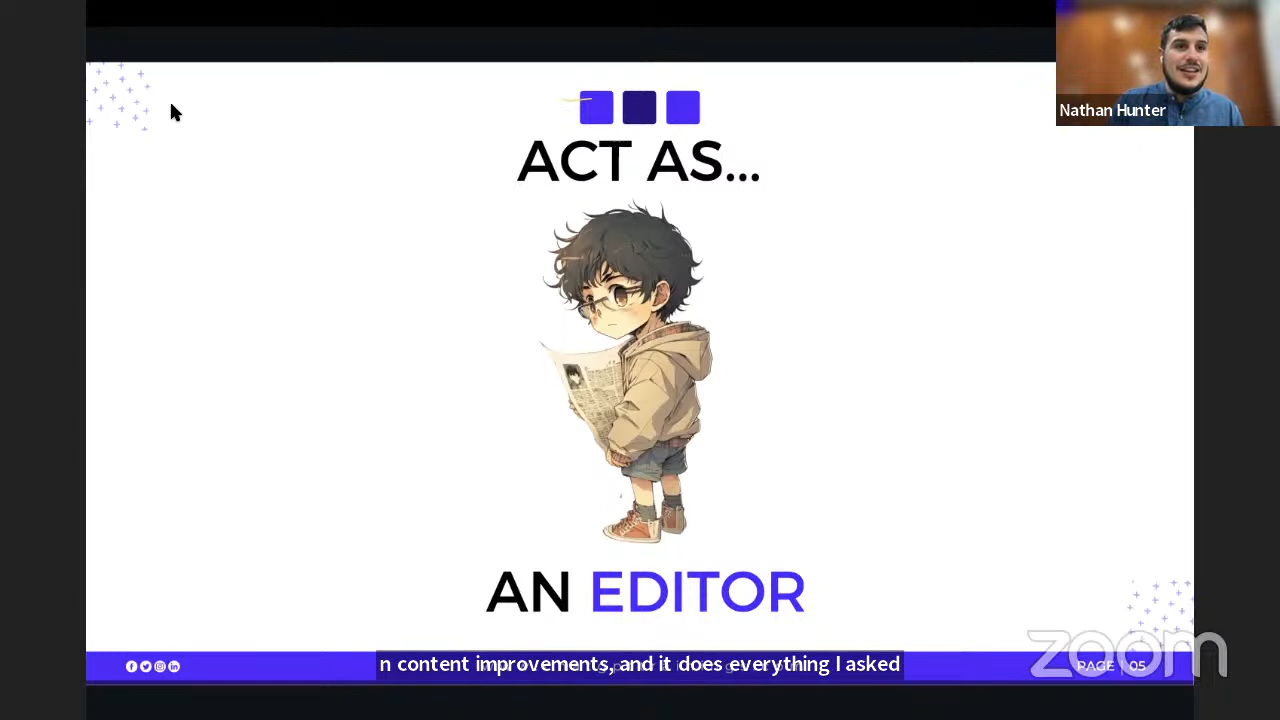 Nathan Hunter
ACT AS...
AN EDITOR
n content improvements, and it does everything I asked
PAGE | 05
zoom